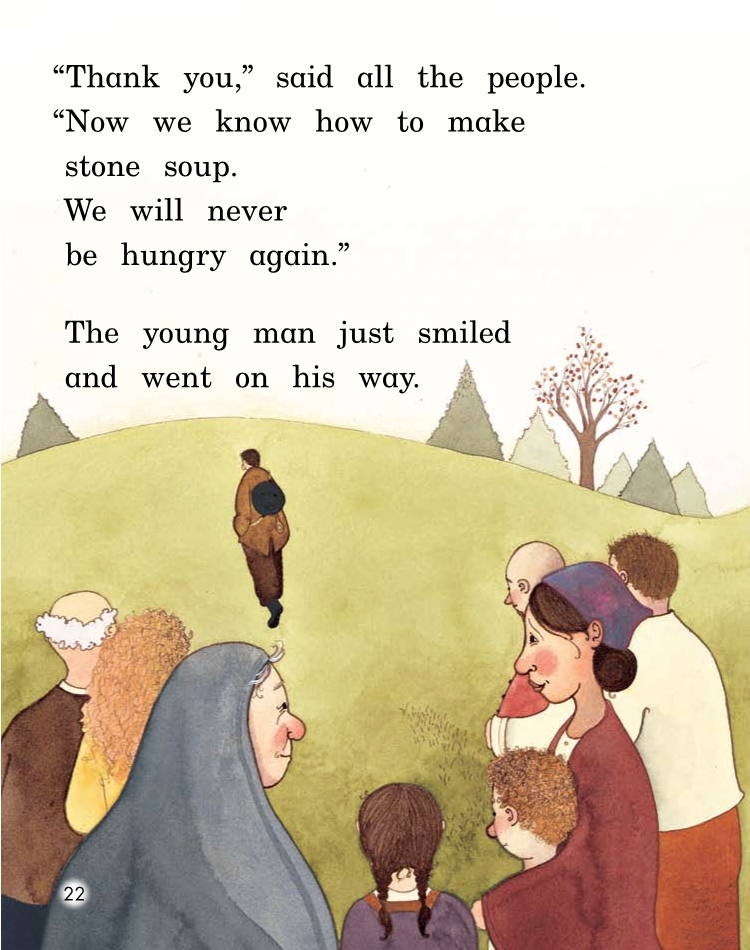 “Thank you,” said all the people.
“Now we know how to make
stone soup.
We will never
be hungry again.”
The young man just smiled
and went on his way.
22